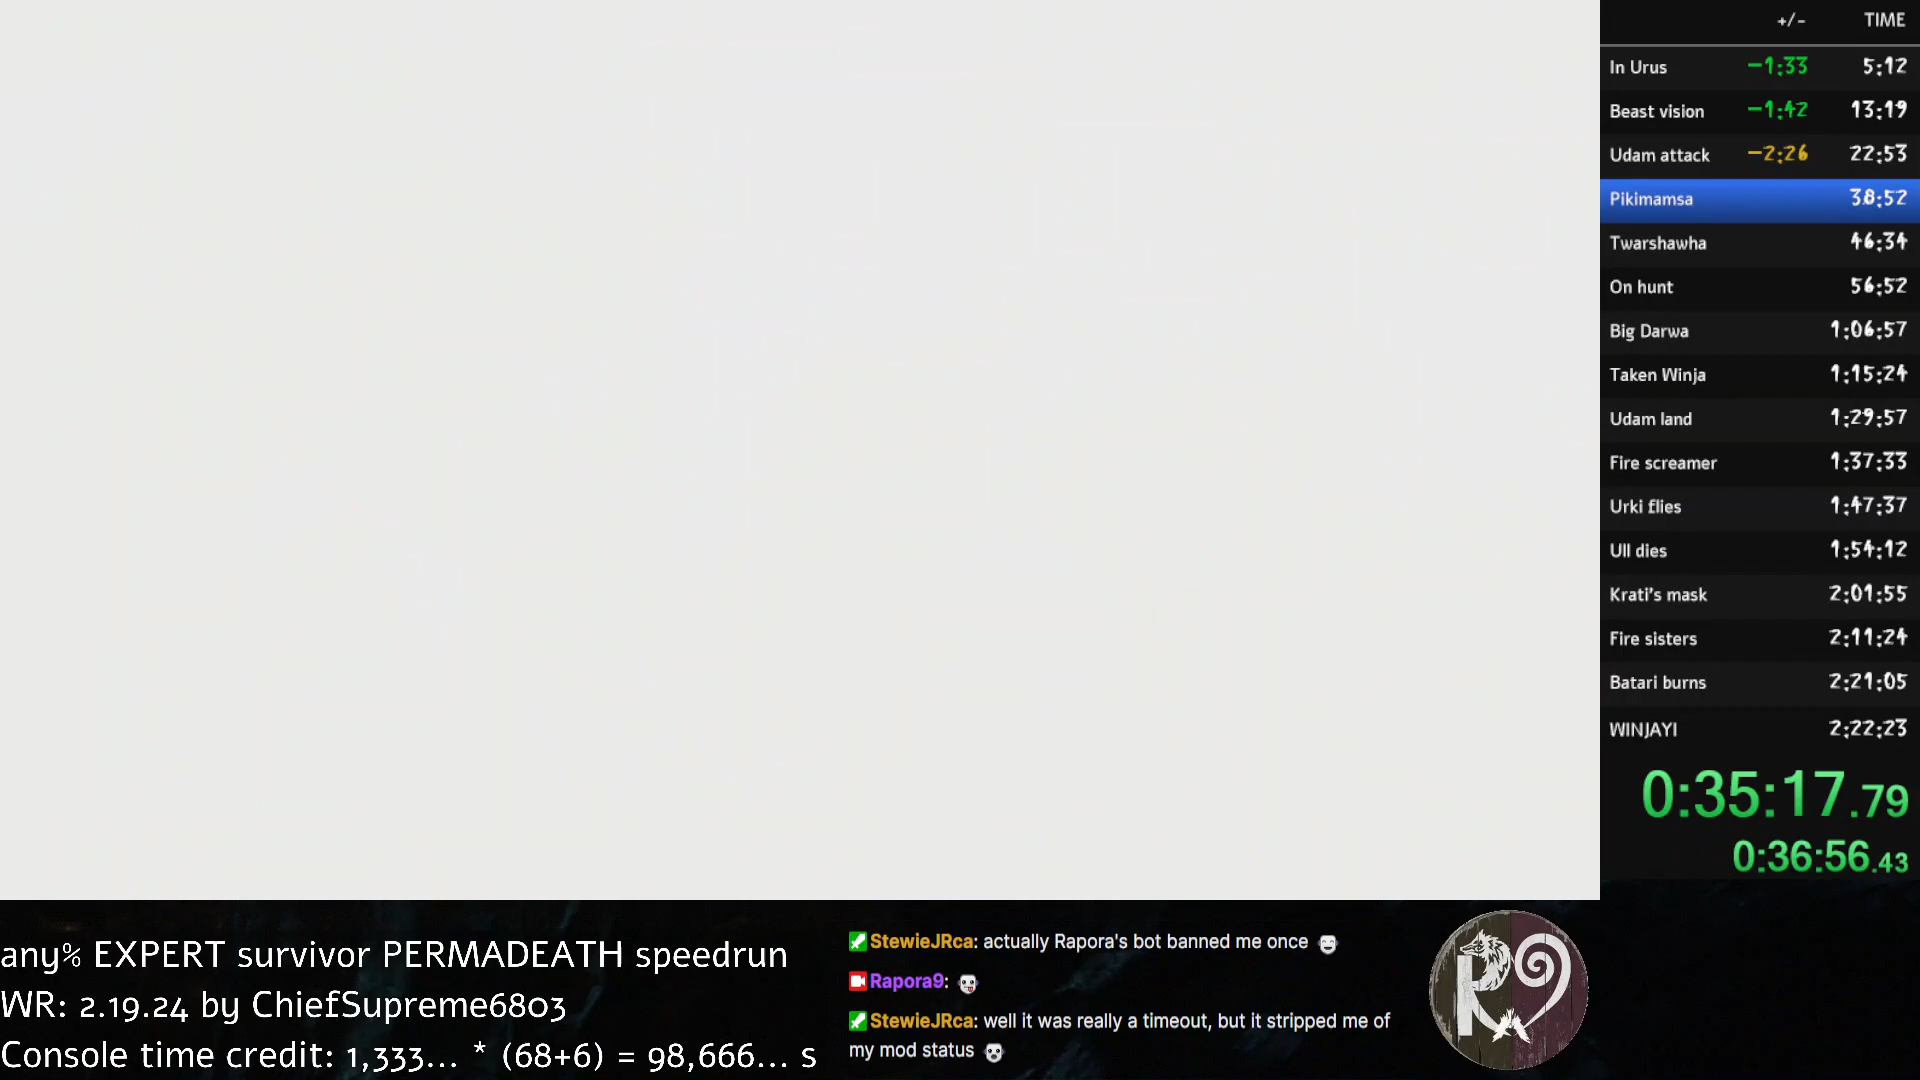 +/- TIME
In Urus -1:33 5:12
Beast vision -1:42 13:19
Udam attack -2:26 22:53
Pikimamsa 38:52
Twarshawha 46:34
On hunt 56:52
Big Darwa 1:06:57
Taken Winja 1:15:24
Udam land 1:29:57
Fire screamer 1:37:33
Urki flies 1:47:37
Ull dies 1:54:12
Krati's mask 2:01:55
Fire sisters 2:11:24
Batari burns 2:21:05
WINJAYI 2:22:23
0:35:17.79
0:36:56.43
any% EXPERT survivor PERMADEATH speedrun
WR: 2.19.24 by ChiefSupreme6803
Console time credit: 1,333... * (68+6) = 98,666... s
StewieJRca: actually Rapora's bot banned me once
Rapora9:
StewieJRca: well it was really a timeout, but it stripped me of
my mod status
R9